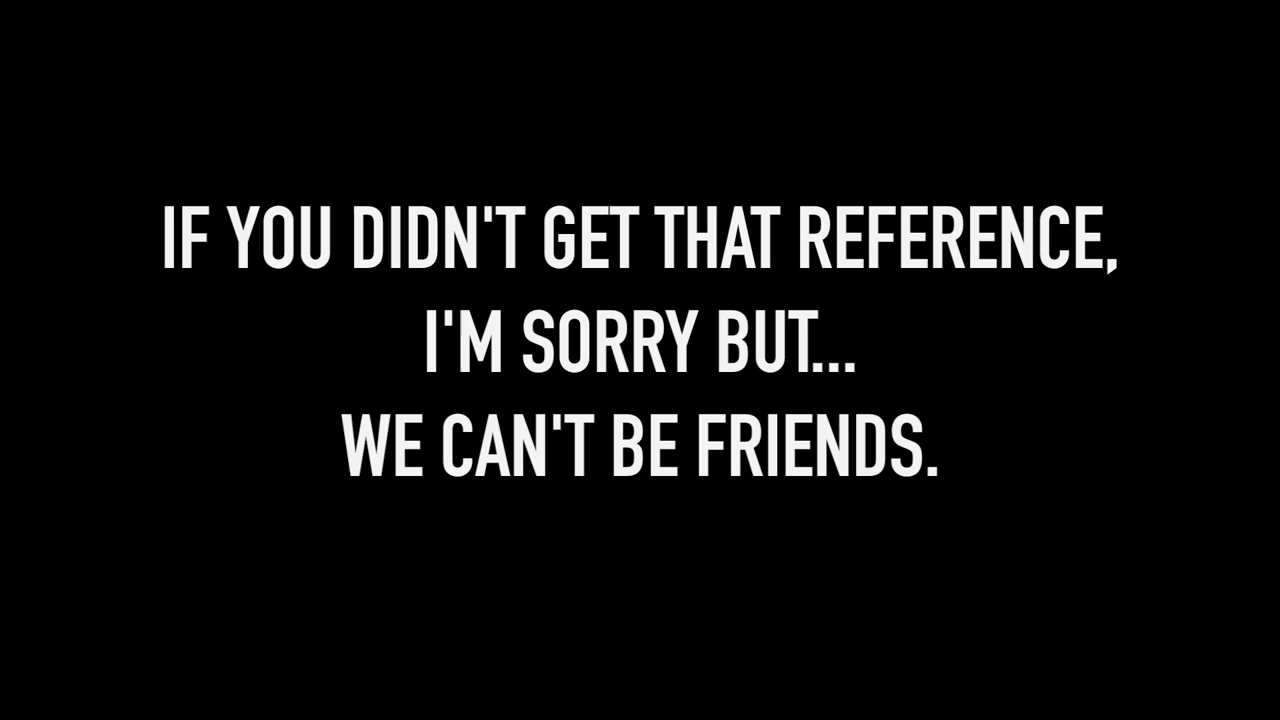 IF YOU DIDN'T GET THAT REFERENCE,
I'M SORRY BUT...
WE CAN'T BE FRIENDS.